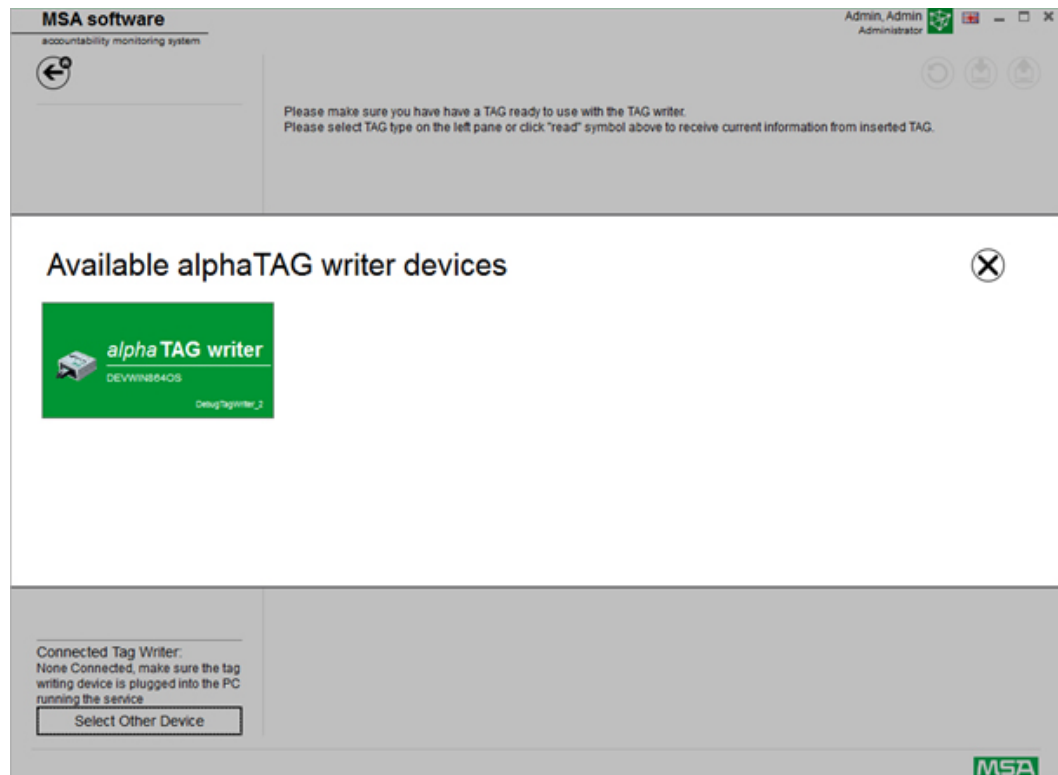 MSA software
accountability monitoring system
Admin, Admin
Administrator
Please make sure you have have a TAG ready to use with the TAG writer.
Please select TAG type on the left pane or click "read" symbol above to receive current information from inserted TAG.
Available alphaTAG writer devices
alphaTAG writer
DEVWIN864OS
DebugTagWriter_2
Connected Tag Writer:
None Connected, make sure the tag
writing device is plugged into the PC
running the service
Select Other Device
MSA